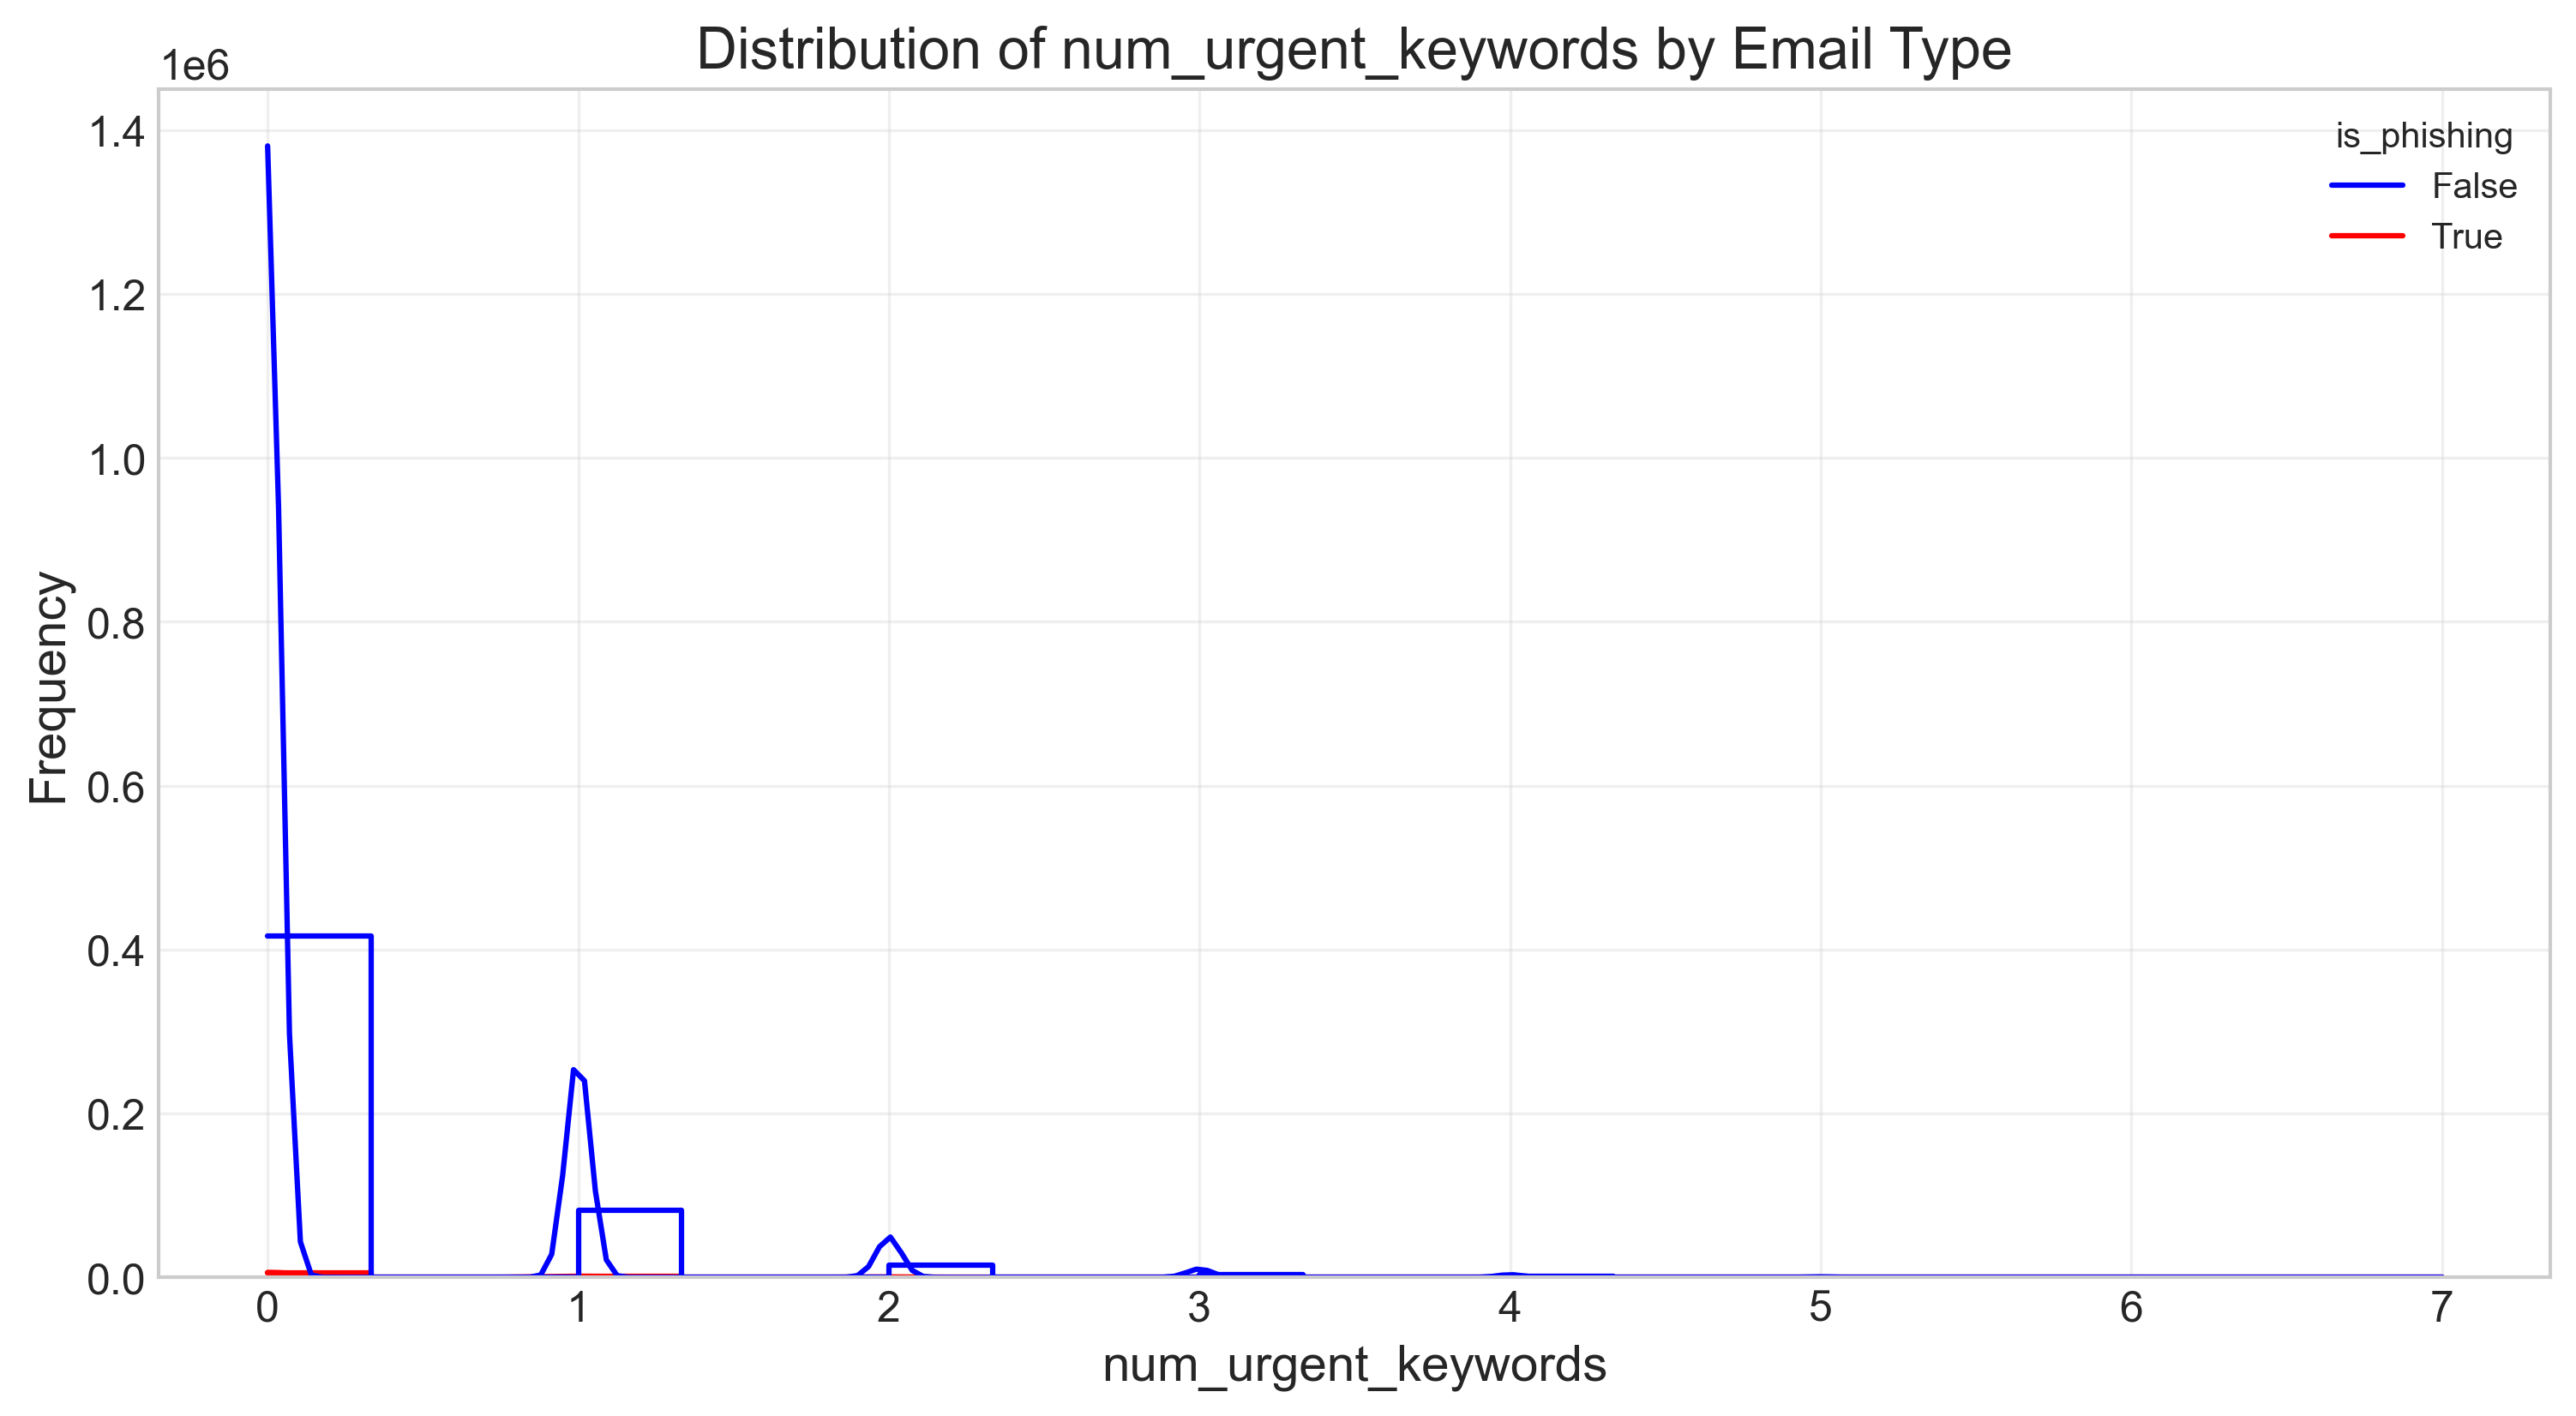 Distribution of num_urgent_keywords by Email Type
1e6
1.4
1.2
1.0
0.8
0.6
0.4
0.2
0.0
Frequency
is_phishing
False
True
0 1 2 3 4 5 6 7
num_urgent_keywords